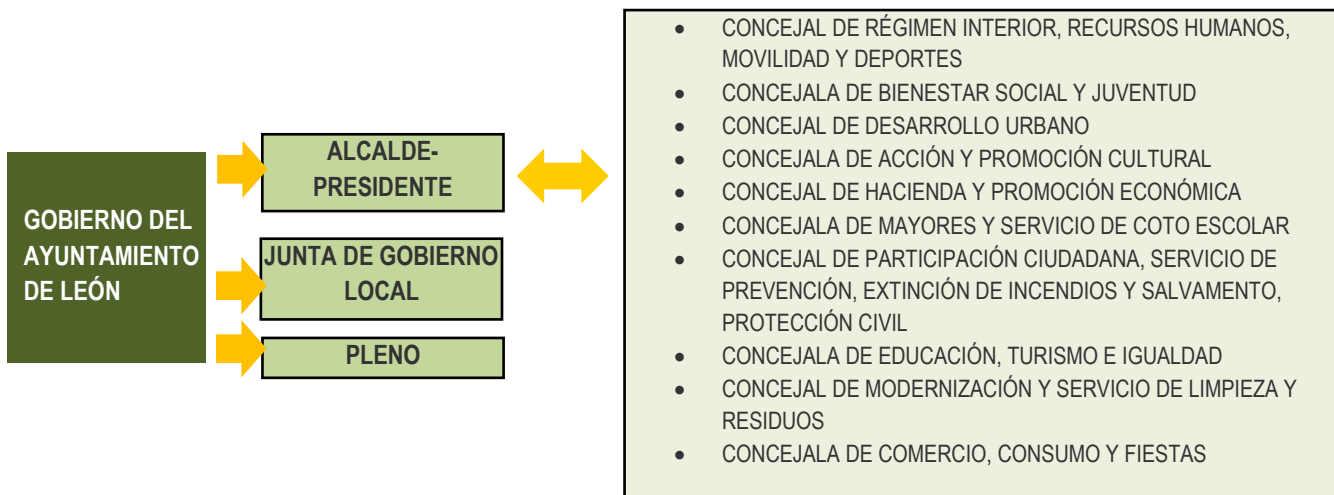 GOBIERNO DEL
AYUNTAMIENTO
DE LEÓN
ALCALDE-
PRESIDENTE
JUNTA DE GOBIERNO
LOCAL
PLENO
• CONCEJAL DE RÉGIMEN INTERIOR, RECURSOS HUMANOS,
MOVILIDAD Y DEPORTES
• CONCEJALA DE BIENESTAR SOCIAL Y JUVENTUD
• CONCEJAL DE DESARROLLO URBANO
• CONCEJALA DE ACCIÓN Y PROMOCIÓN CULTURAL
• CONCEJAL DE HACIENDA Y PROMOCIÓN ECONÓMICA
• CONCEJALA DE MAYORES Y SERVICIO DE COTO ESCOLAR
• CONCEJAL DE PARTICIPACIÓN CIUDADANA, SERVICIO DE
PREVENCIÓN, EXTINCIÓN DE INCENDIOS Y SALVAMENTO,
PROTECCIÓN CIVIL
• CONCEJALA DE EDUCACIÓN, TURISMO E IGUALDAD
• CONCEJAL DE MODERNIZACIÓN Y SERVICIO DE LIMPIEZA Y
RESIDUOS
• CONCEJALA DE COMERCIO, CONSUMO Y FIESTAS